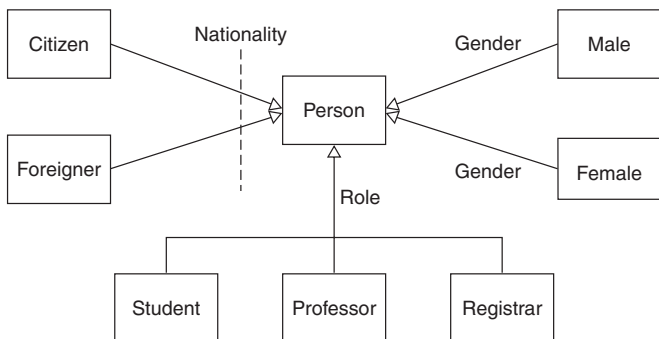 Citizen
Nationality
Gender
Male
Person
Foreigner
Gender
Female
Role
Student
Professor
Registrar